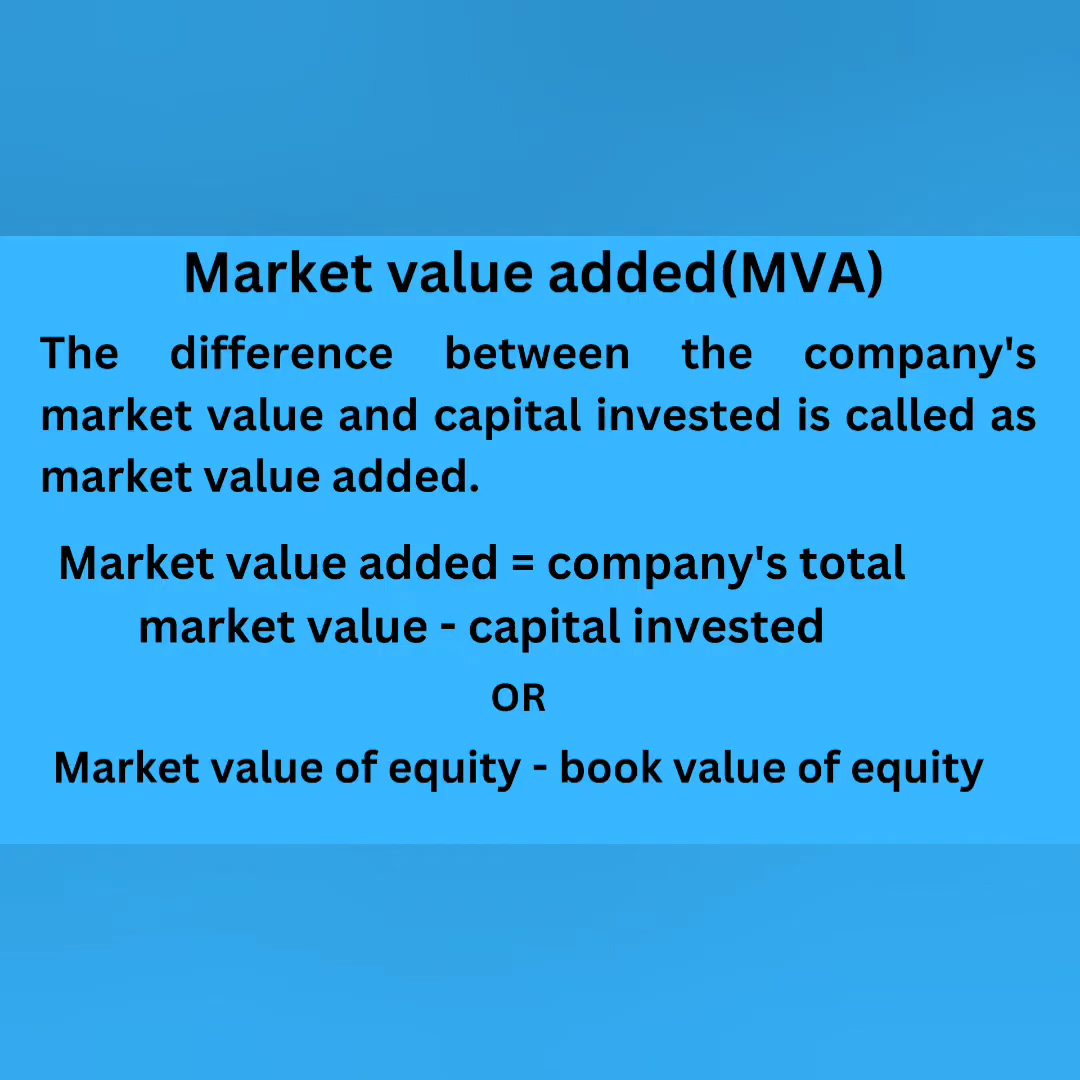 Market value added(MVA)
The difference between the company's
market value and capital invested is called as
market value added.
Market value added = company's total
market value - capital invested
OR
Market value of equity - book value of equity